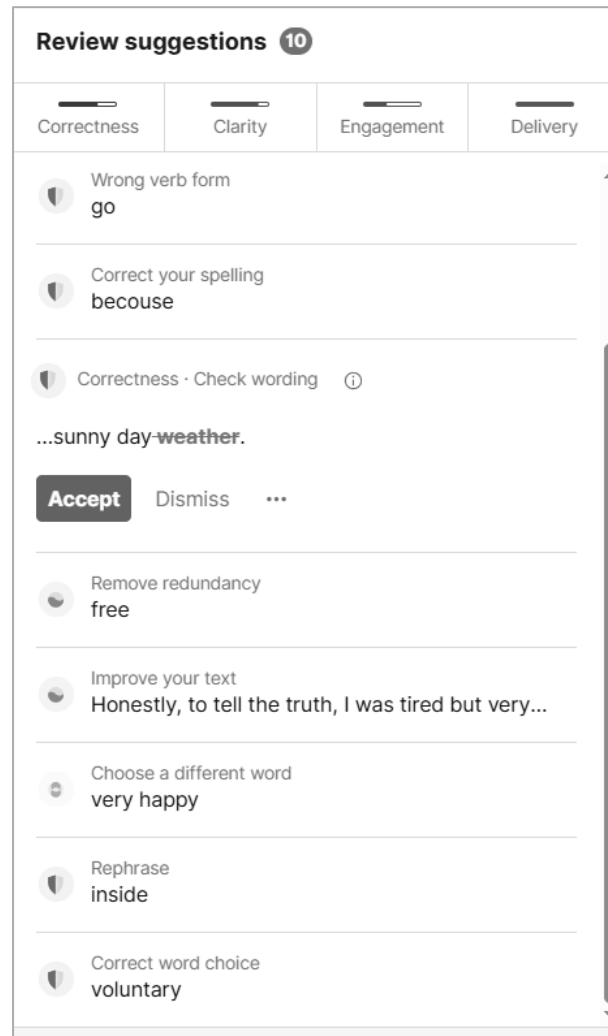 Review suggestions 10
Correctness Clarity Engagement Delivery
Wrong verb form
go
Correct your spelling
becouse
Correctness · Check wording
...sunny day weather.
Accept Dismiss ...
Remove redundancy
free
Improve your text
Honestly, to tell the truth, I was tired but very...
Choose a different word
very happy
Rephrase
inside
Correct word choice
voluntary